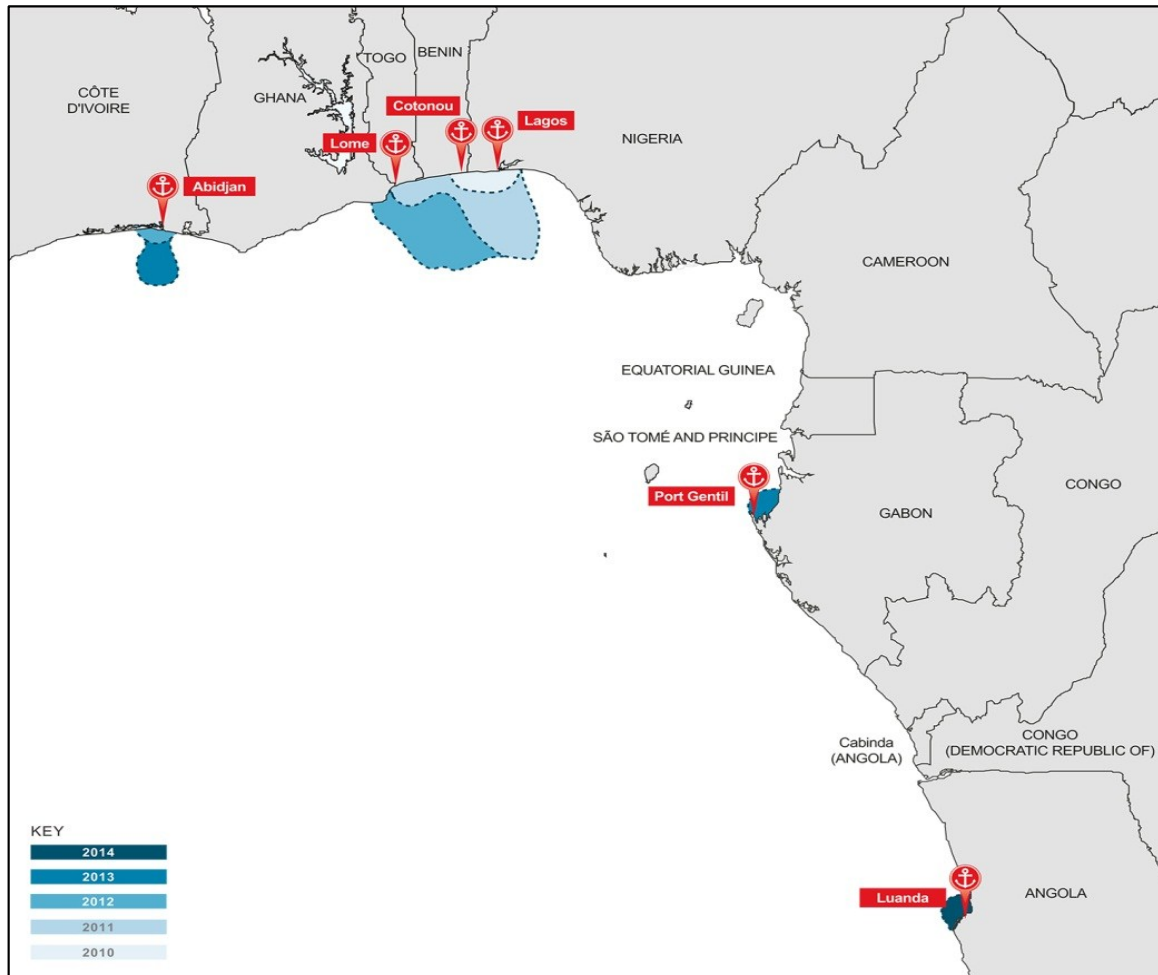 TOGO
BENIN
CÔTE
D'IVOIRE
GHANA
Cotonou
Lagos
Lome
NIGERIA
Abidjan
CAMEROON
EQUATORIAL GUINEA
SÃO TOMÉ AND PRINCIPE
Port Gentil
CONGO
GABON
Cabinda
(ANGOLA)
CONGO
(DEMOCRATIC REPUBLIC OF)
KEY
2014
2013
2012
2011
2010
Luanda
ANGOLA